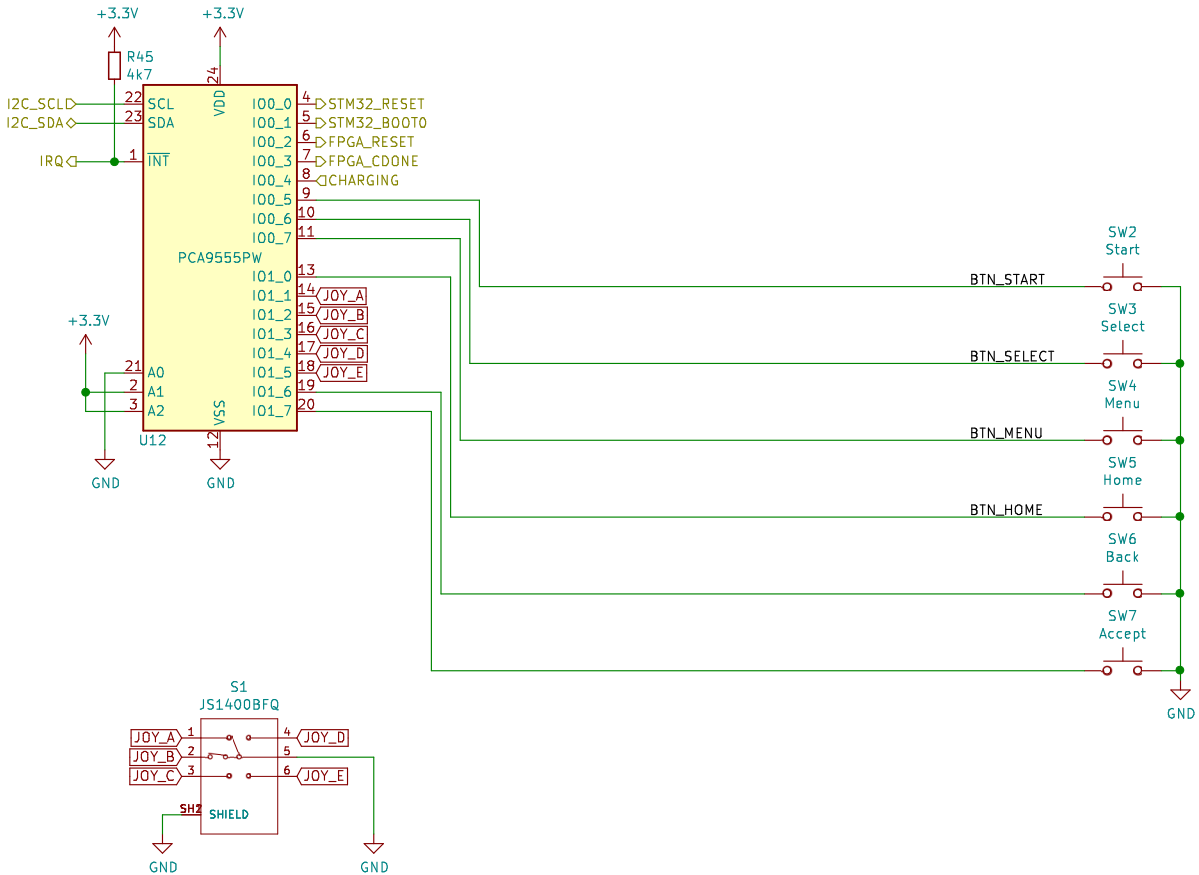 +3.3V
+3.3V
R45
4k7
24
VDD
I2C_SCL
22
SCL
IO0_0
4
STM32_RESET
I2C_SDA
23
SDA
IO0_1
5
STM32_BOOT0
IO0_2
6
FPGA_RESET
IRQ
1
INT
IO0_3
7
FPGA_CDONE
IO0_4
8
CHARGING
IO0_5
9
IO0_6
10
IO0_7
11
PCA9555PW
IO1_0
13
IO1_1
14
JOY_A
IO1_2
15
JOY_B
+3.3V
IO1_3
16
JOY_C
IO1_4
17
JOY_D
21
A0
IO1_5
18
JOY_E
2
A1
IO1_6
19
3
A2
IO1_7
20
VSS
12
U12
GND
GND
SW2
Start
BTN_START
SW3
Select
BTN_SELECT
SW4
Menu
BTN_MENU
SW5
Home
BTN_HOME
SW6
Back
SW7
Accept
GND
S1
JS1400BFQ
JOY_A
1
4
JOY_D
JOY_B
2
5
JOY_C
3
6
JOY_E
SHIELD
GND
GND